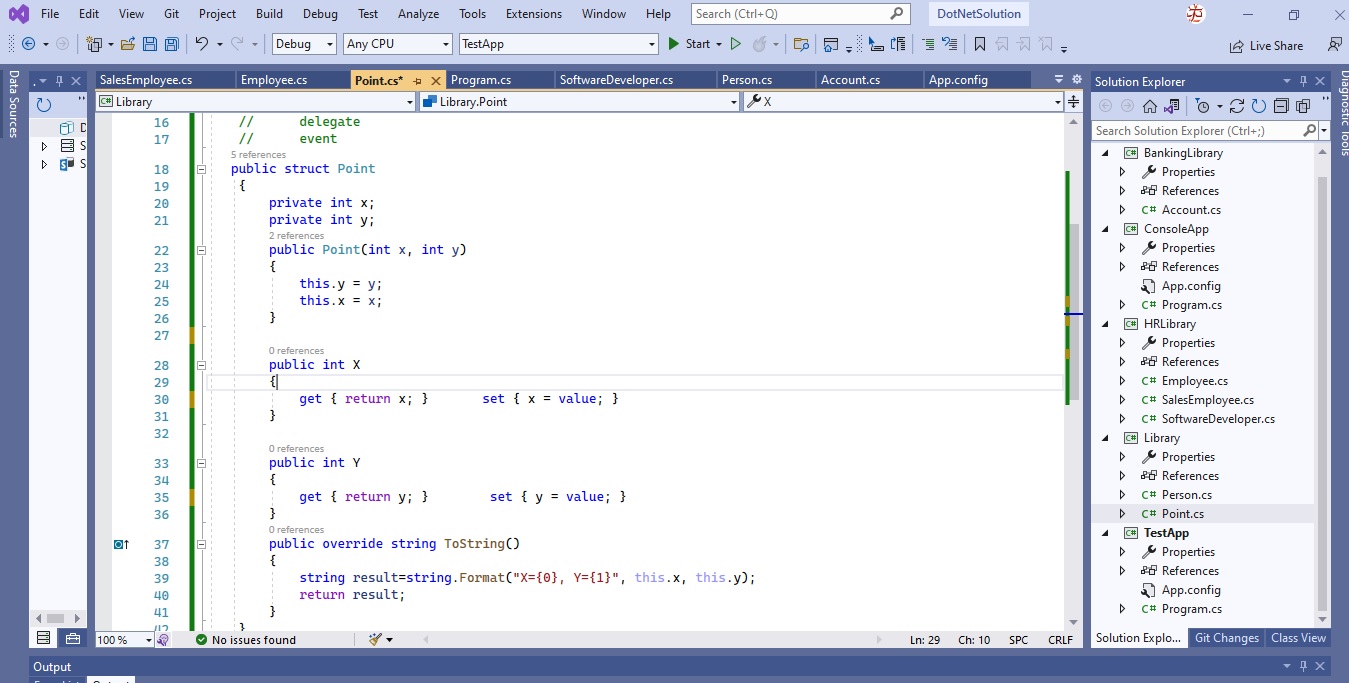 File Edit View Git Project Build Debug Test Analyze Tools Extensions Window Help Search (Ctrl+Q) DotNetSolution
Debug Any CPU TestApp Start Live Share
Data Sources
SalesEmployee.cs Employee.cs Point.cs* Program.cs SoftwareDeveloper.cs Person.cs Account.cs App.config
C# Library Library.Point X
16 // delegate
17 // event
5 references
18 public struct Point
19 {
20 private int x;
21 private int y;
2 references
22 public Point(int x, int y)
23 {
24 this.y = y;
25 this.x = x;
26 }
27
0 references
28 public int X
29 {
30 get { return x; } set { x = value; }
31 }
32
0 references
33 public int Y
34 {
35 get { return y; } set { y = value; }
36 }
0 references
37 public override string ToString()
38 {
39 string result=string.Format("X={0}, Y={1}", this.x, this.y);
40 return result;
41 }
42 }
100 % No issues found Ln: 29 Ch: 10 SPC CRLF
Solution Explorer
Search Solution Explorer (Ctrl+;)
C# BankingLibrary
Properties
References
C# Account.cs
C# ConsoleApp
Properties
References
App.config
C# Program.cs
C# HRLibrary
Properties
References
C# Employee.cs
C# SalesEmployee.cs
C# SoftwareDeveloper.cs
C# Library
Properties
References
C# Person.cs
C# Point.cs
C# TestApp
Properties
References
App.config
C# Program.cs
Solution Explo... Git Changes Class View
Diagnostic Tools
Output